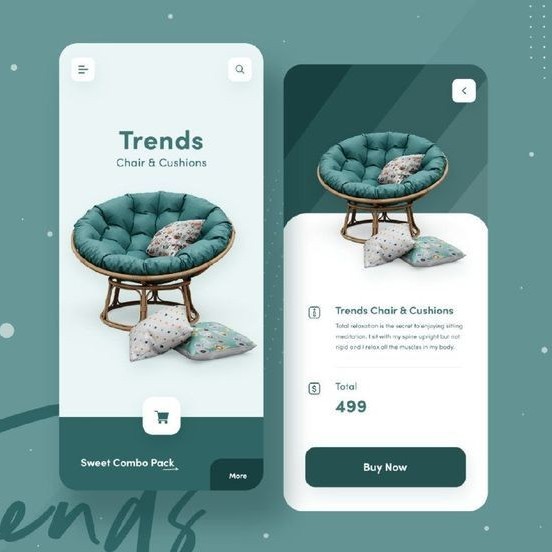 Trends
Chair & Cushions
Sweet Combo Pack
More
Trends Chair & Cushions
Total relaxation is the secret to enjoying sitting
meditation. I sit with my spine upright but not
rigid and I relax all the muscles in my body.
Total
499
Buy Now
ends